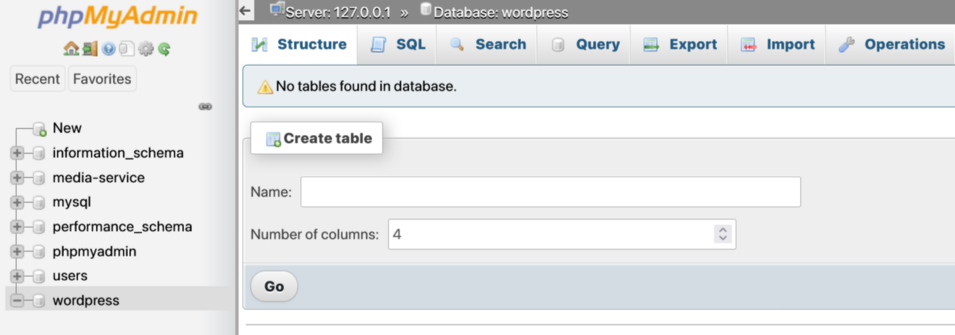 phpMyAdmin
Recent Favorites
New
information_schema
media-service
mysql
performance_schema
phpmyadmin
users
wordpress
Server: 127.0.0.1 » Database: wordpress
Structure SQL Search Query Export Import Operations
No tables found in database.
Create table
Name:
Number of columns: 4
Go